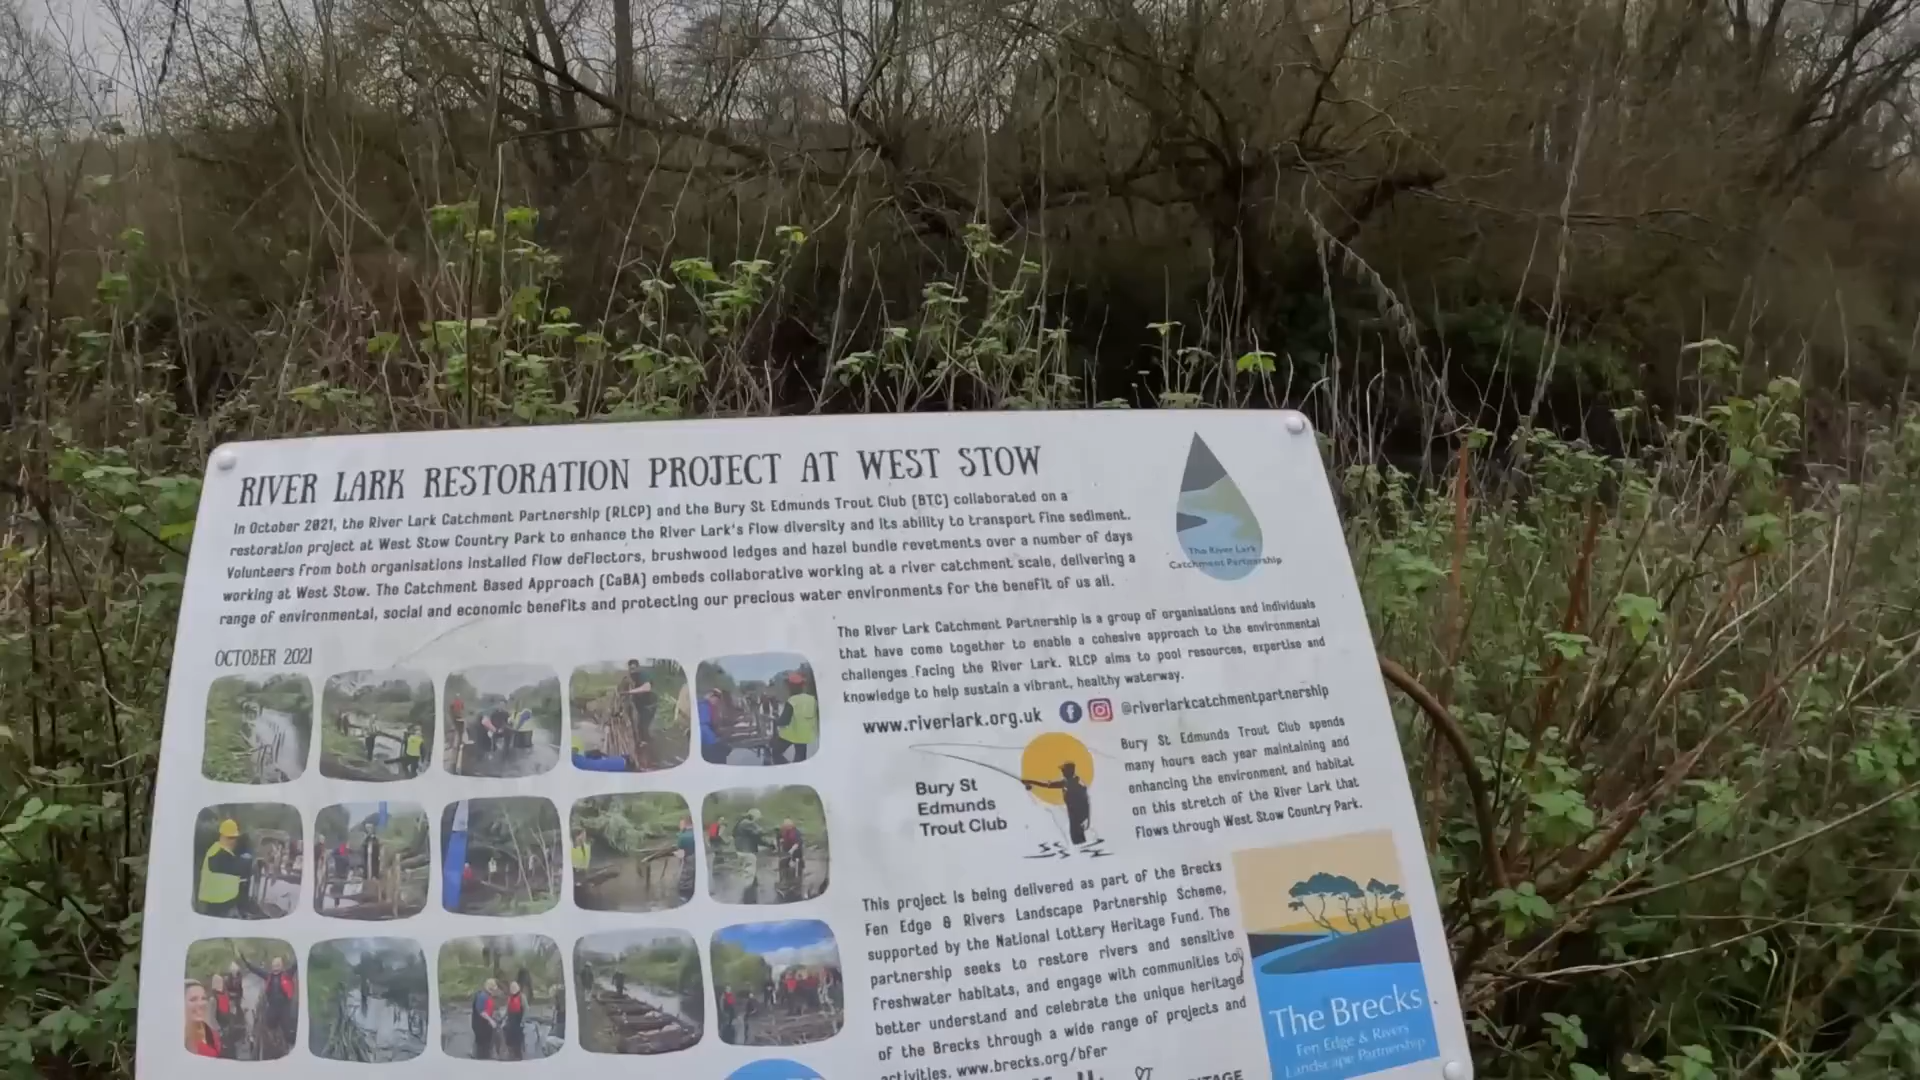 RIVER LARK RESTORATION PROJECT AT WEST STOW
In October 2021, the River Lark Catchment Partnership (RLCP) and the Bury St Edmunds Trout Club (BTC) collaborated on a
restoration project at West Stow Country Park to enhance the River Lark's flow diversity and its ability to transport fine sediment.
Volunteers from both organisations installed flow deflectors, brushwood ledges and hazel bundle revetments over a number of days
working at West Stow. The Catchment Based Approach (CaBA) embeds collaborative working at a river catchment scale, delivering a
range of environmental, social and economic benefits and protecting our precious water environments for the benefit of us all.
The River Lark
Catchment Partnership
OCTOBER 2021
The River Lark Catchment Partnership is a group of organisations and individuals
that have come together to enable a cohesive approach to the environmental
challenges facing the River Lark. RLCP aims to pool resources, expertise and
knowledge to help sustain a vibrant, healthy waterway.
www.riverlark.org.uk @riverlarkcatchmentpartnership
Bury St
Edmunds
Trout Club
Bury St Edmunds Trout Club spends
many hours each year maintaining and
enhancing the environment and habitat
on this stretch of the River Lark that
flows through West Stow Country Park.
This project is being delivered as part of the Brecks
Fen Edge & Rivers Landscape Partnership Scheme,
supported by the National Lottery Heritage Fund. The
partnership seeks to restore rivers and sensitive
freshwater habitats, and engage with communities to
better understand and celebrate the unique heritage
of the Brecks through a wide range of projects and
activities. www.brecks.org/bfer
The Brecks
Fen Edge & Rivers
Landscape Partnership